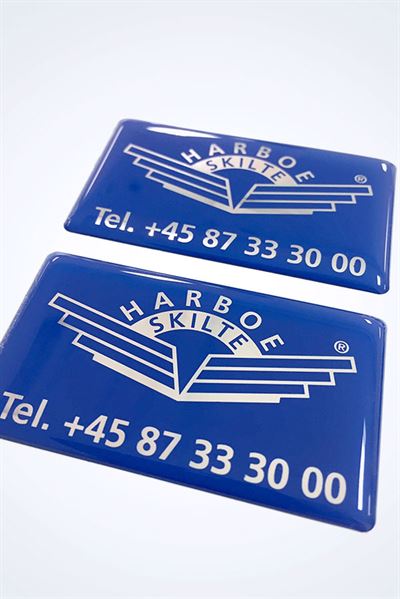 HARBOE
SKILTE
®
Tel. +45 87 33 30 00
HARBOE
SKILTE
®
Tel. +45 87 33 30 00